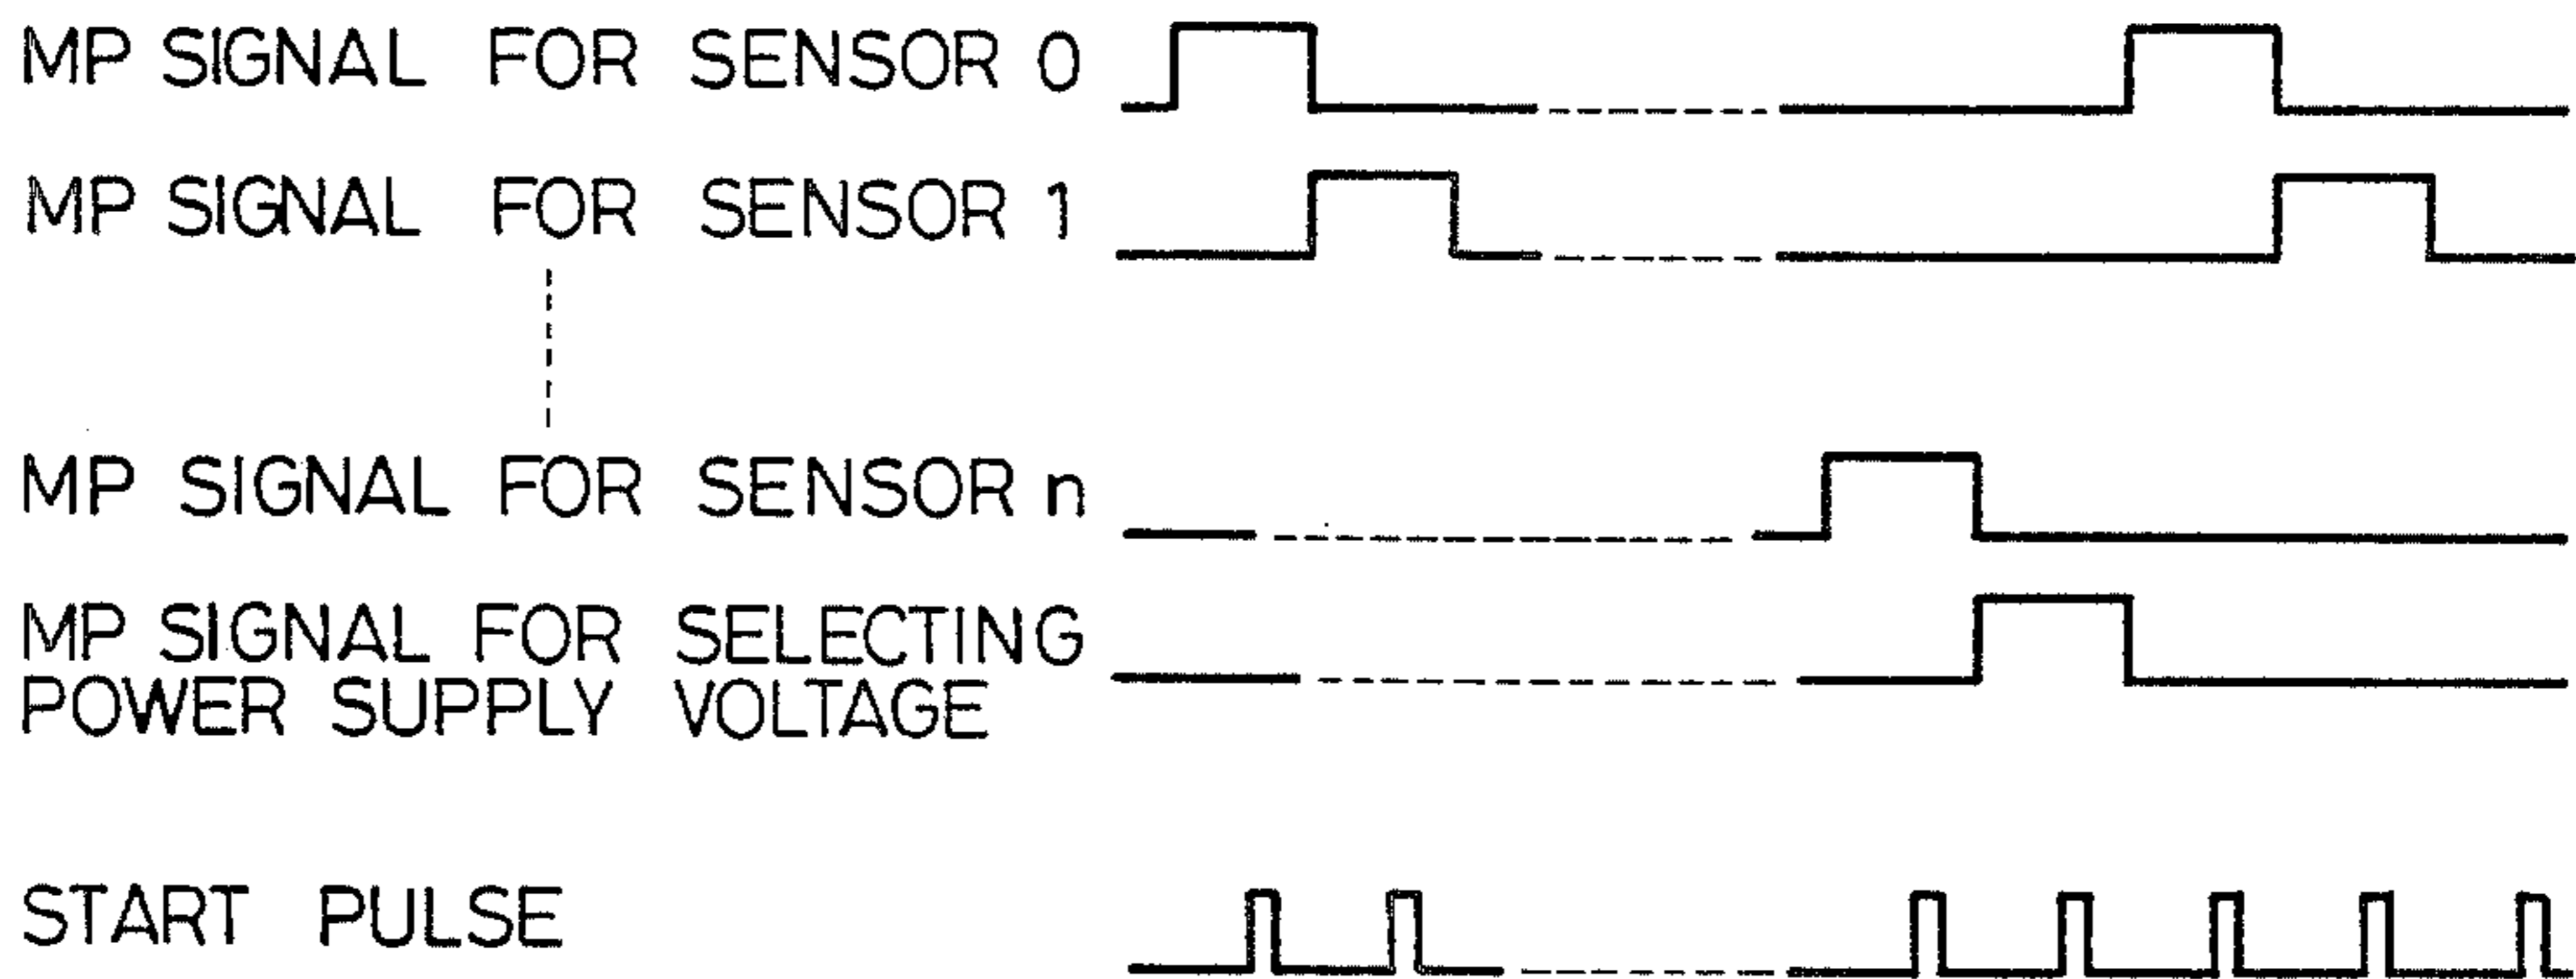 MP SIGNAL FOR SENSOR 0
MP SIGNAL FOR SENSOR 1
MP SIGNAL FOR SENSOR n
MP SIGNAL FOR SELECTING
POWER SUPPLY VOLTAGE
START PULSE